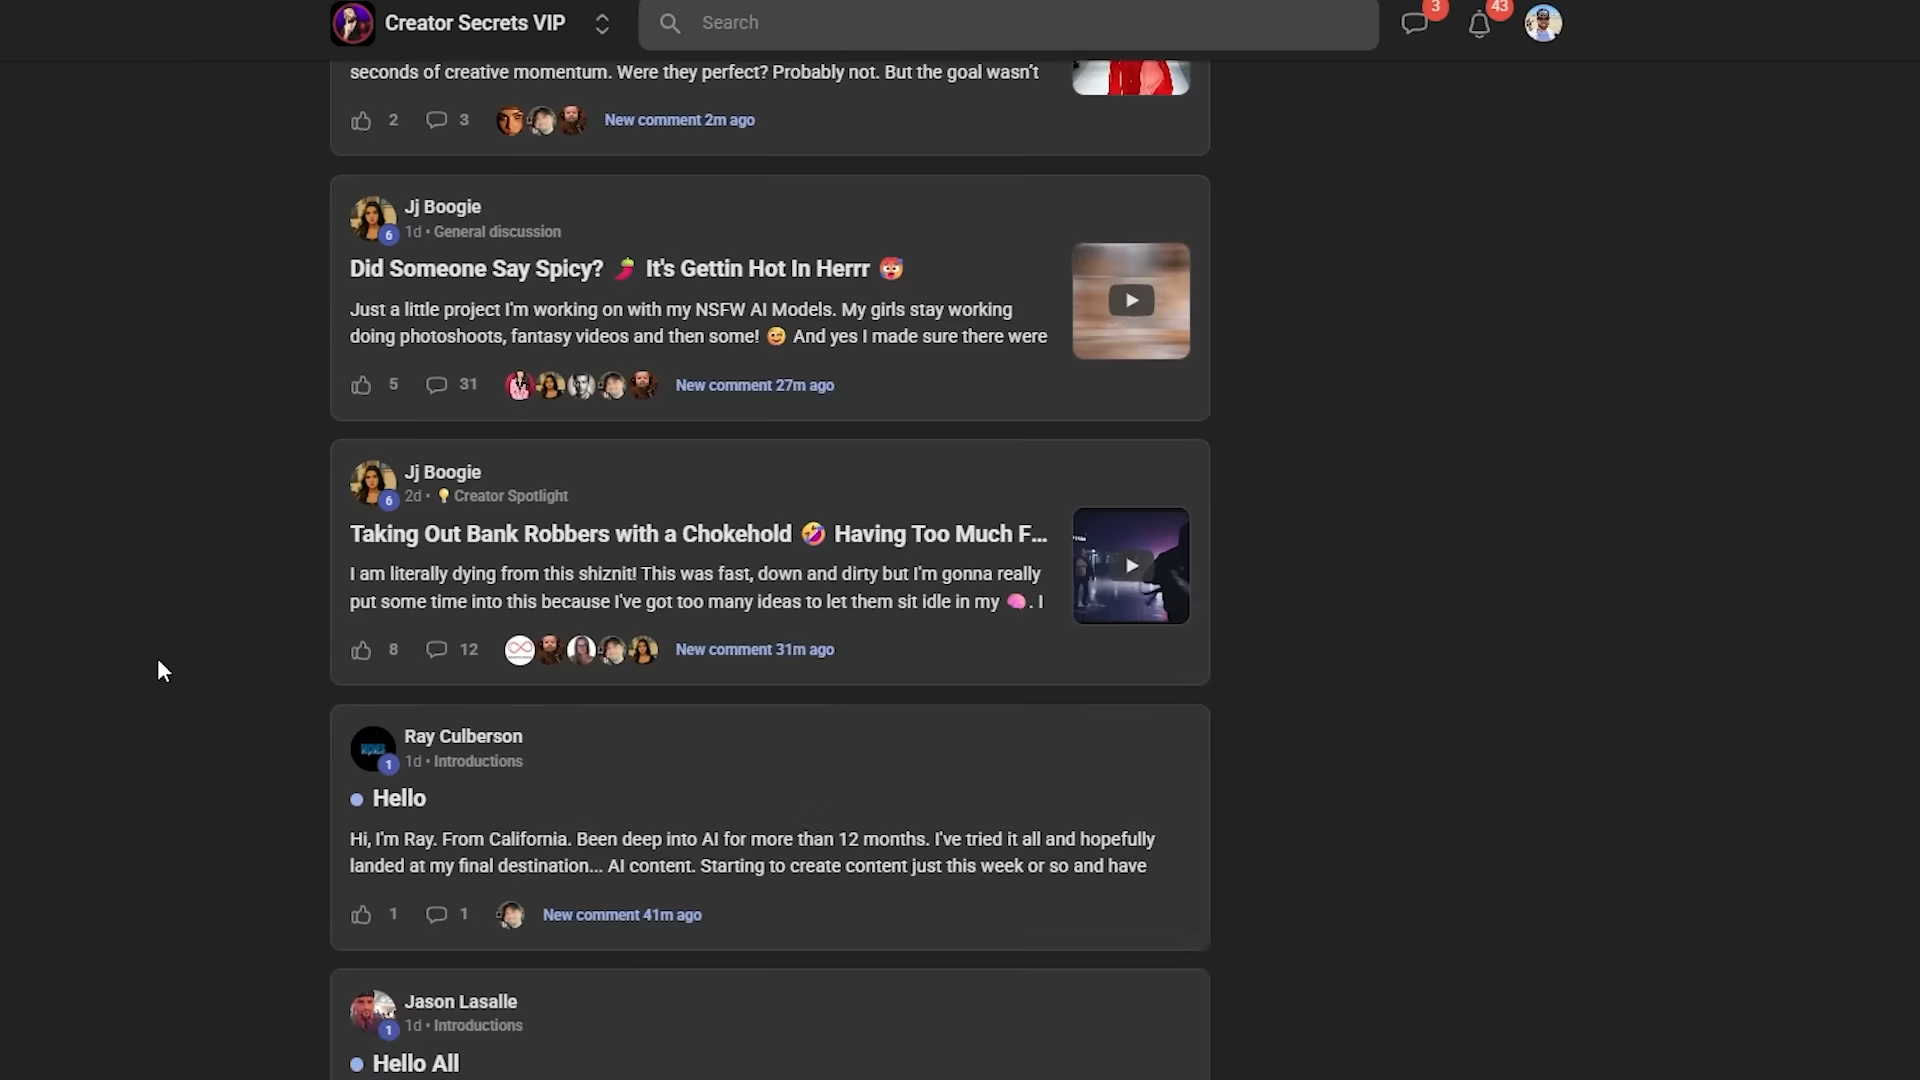 Creator Secrets VIP
Search
3
43
seconds of creative momentum. Were they perfect? Probably not. But the goal wasn't
2
3
New comment 2m ago
Jj Boogie
6
1d • General discussion
Did Someone Say Spicy? 🌶️ It's Gettin Hot In Herrr 🥵
Just a little project I'm working on with my NSFW AI Models. My girls stay working
doing photoshoots, fantasy videos and then some! 😉 And yes I made sure there were
5
31
New comment 27m ago
Jj Boogie
6
2d • 💡 Creator Spotlight
Taking Out Bank Robbers with a Chokehold 🤣 Having Too Much F...
I am literally dying from this shiznit! This was fast, down and dirty but I'm gonna really
put some time into this because I've got too many ideas to let them sit idle in my 🧠. I
8
12
New comment 31m ago
Ray Culberson
1
1d • Introductions
Hello
Hi, I'm Ray. From California. Been deep into AI for more than 12 months. I've tried it all and hopefully
landed at my final destination... AI content. Starting to create content just this week or so and have
1
1
New comment 41m ago
Jason Lasalle
1
1d • Introductions
Hello All